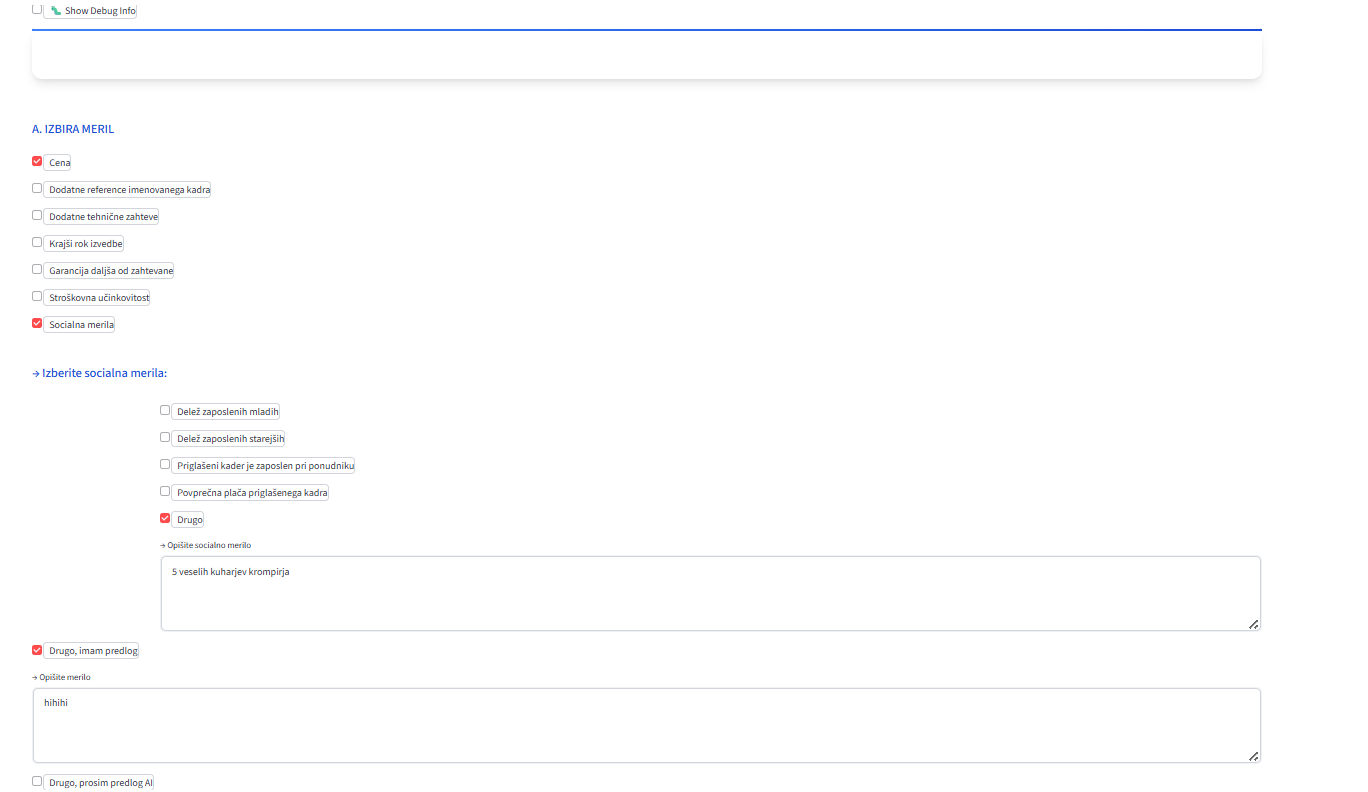 Show Debug Info
A. IZBIRA MERIL
Cena
Dodatne reference imenovanega kadra
Dodatne tehnične zahteve
Krajši rok izvedbe
Garancija daljša od zahtevane
Stroškovna učinkovitost
Socialna merila
→ Izberite socialna merila:
Delež zaposlenih mladih
Delež zaposlenih starejših
Priglašeni kader je zaposlen pri ponudniku
Povprečna plača priglašenega kadra
Drugo
→ Opišite socialno merilo
5 veselih kuharjev krompirja
Drugo, imam predlog
→ Opišite merilo
hihihi
Drugo, prosim predlog AI